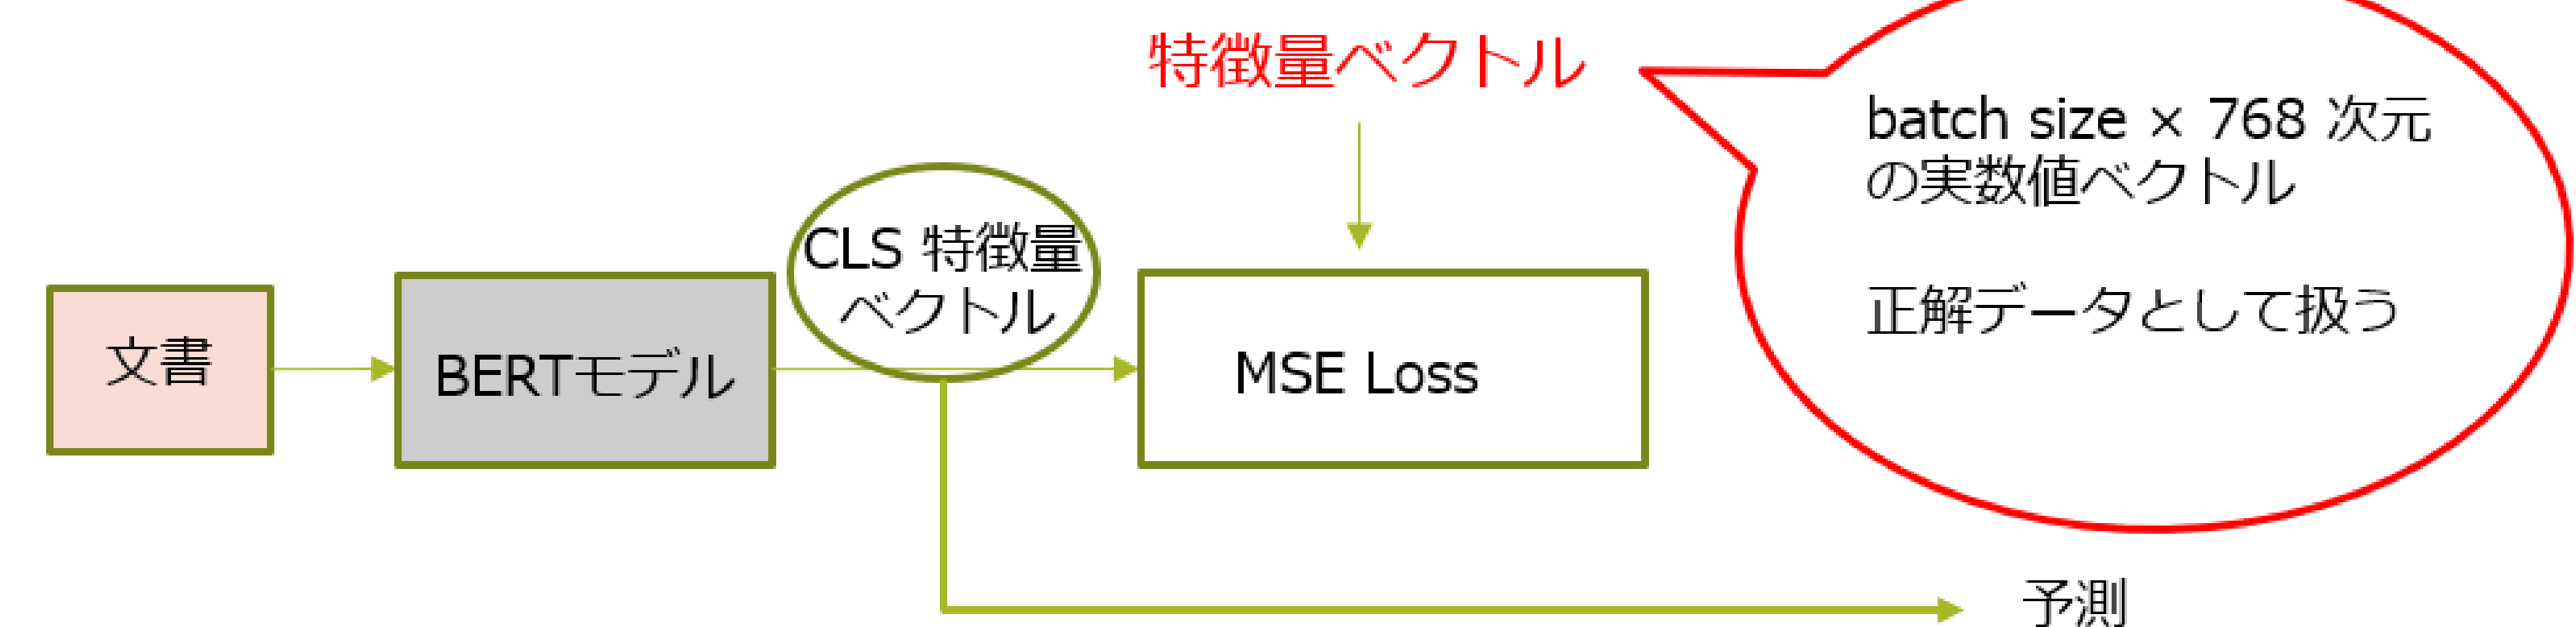 特徴量ベクトル
batch size × 768 次元
の実数値ベクトル
正解データとして扱う
CLS 特徴量
ベクトル
文書
BERTモデル
MSE Loss
予測